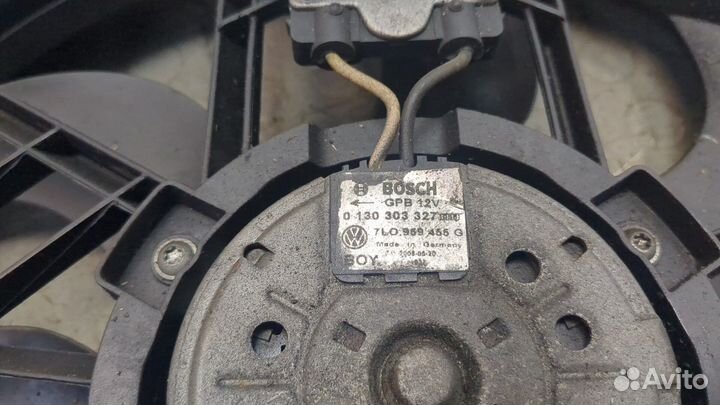 BOSCH
GPB 12V
0 130 303 327
7L0.959 455 G
Made in Germany
BOY
Avito